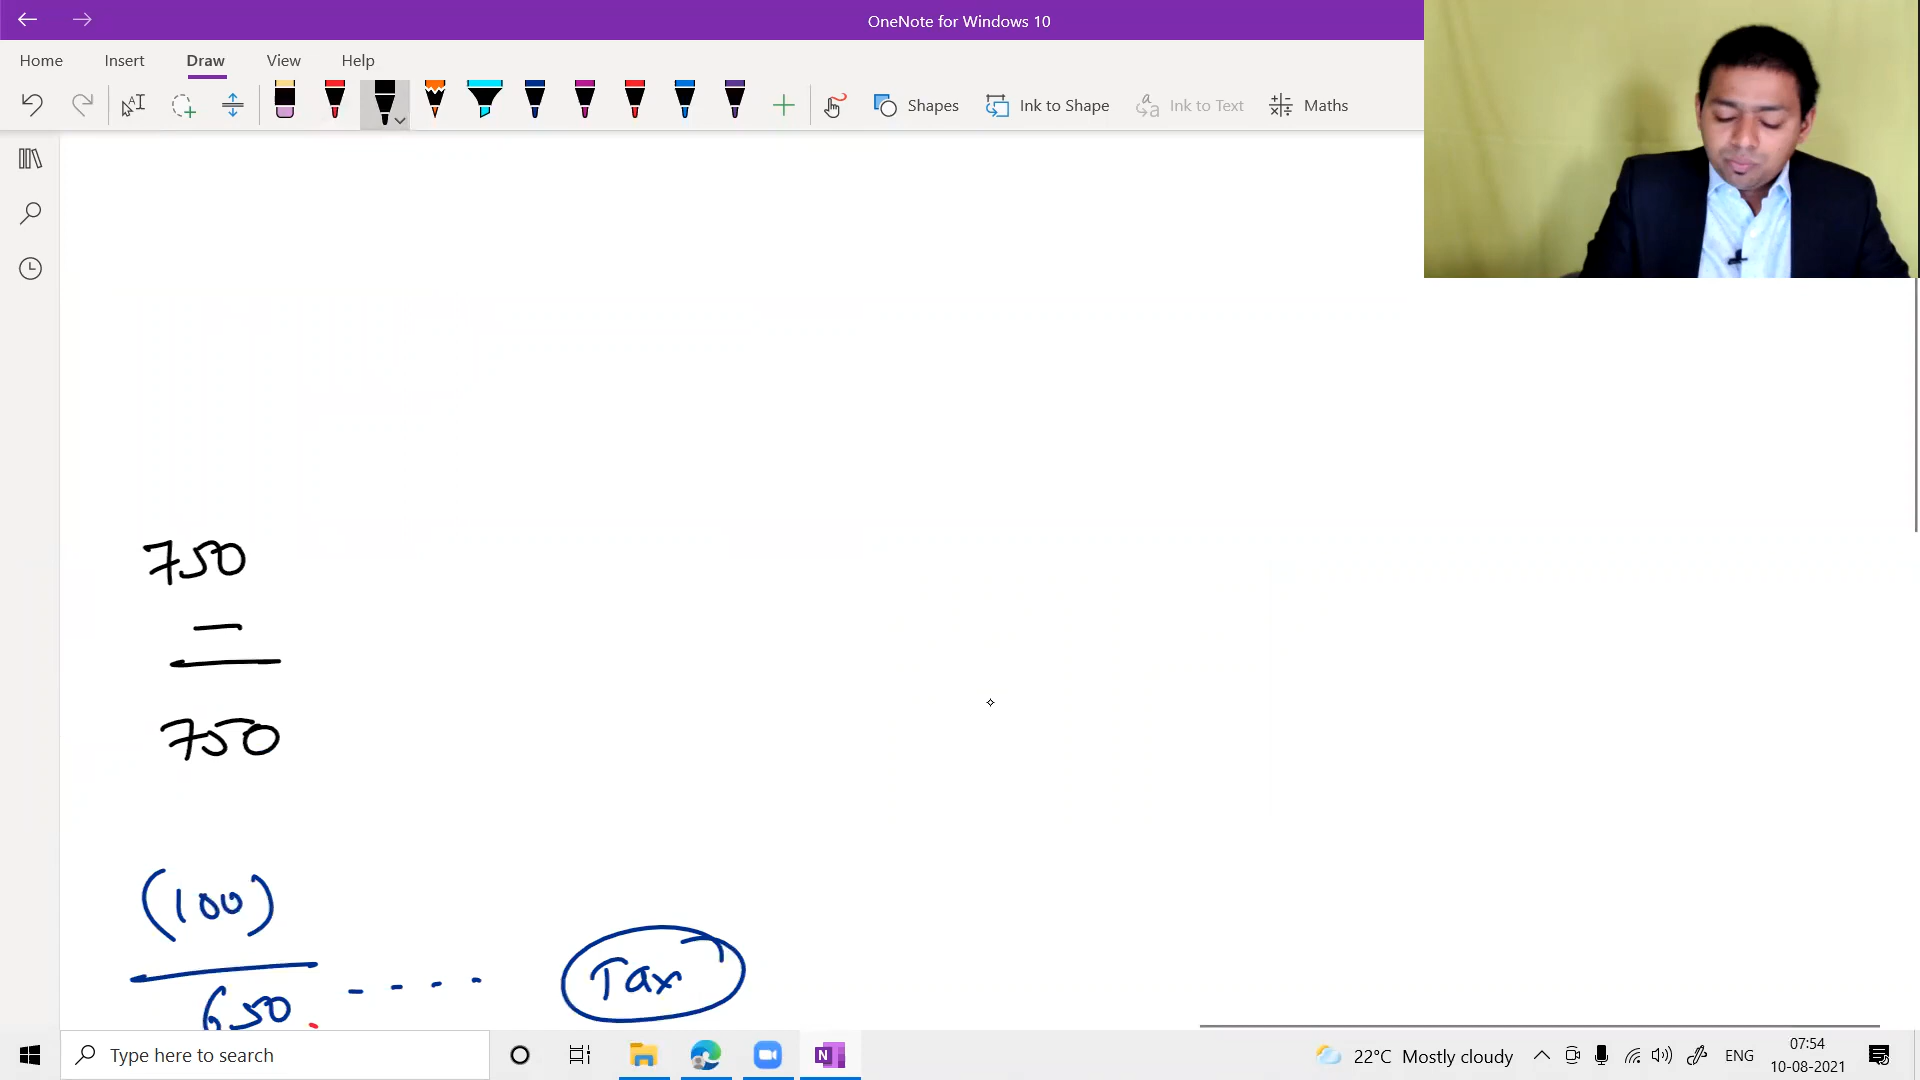 OneNote for Windows 10
Home Insert Draw View Help
Shapes Ink to Shape Ink to Text Maths
750
—
750
(100)
650 - - - - Tax
Type here to search
22°C Mostly cloudy ENG 07:54
10-08-2021